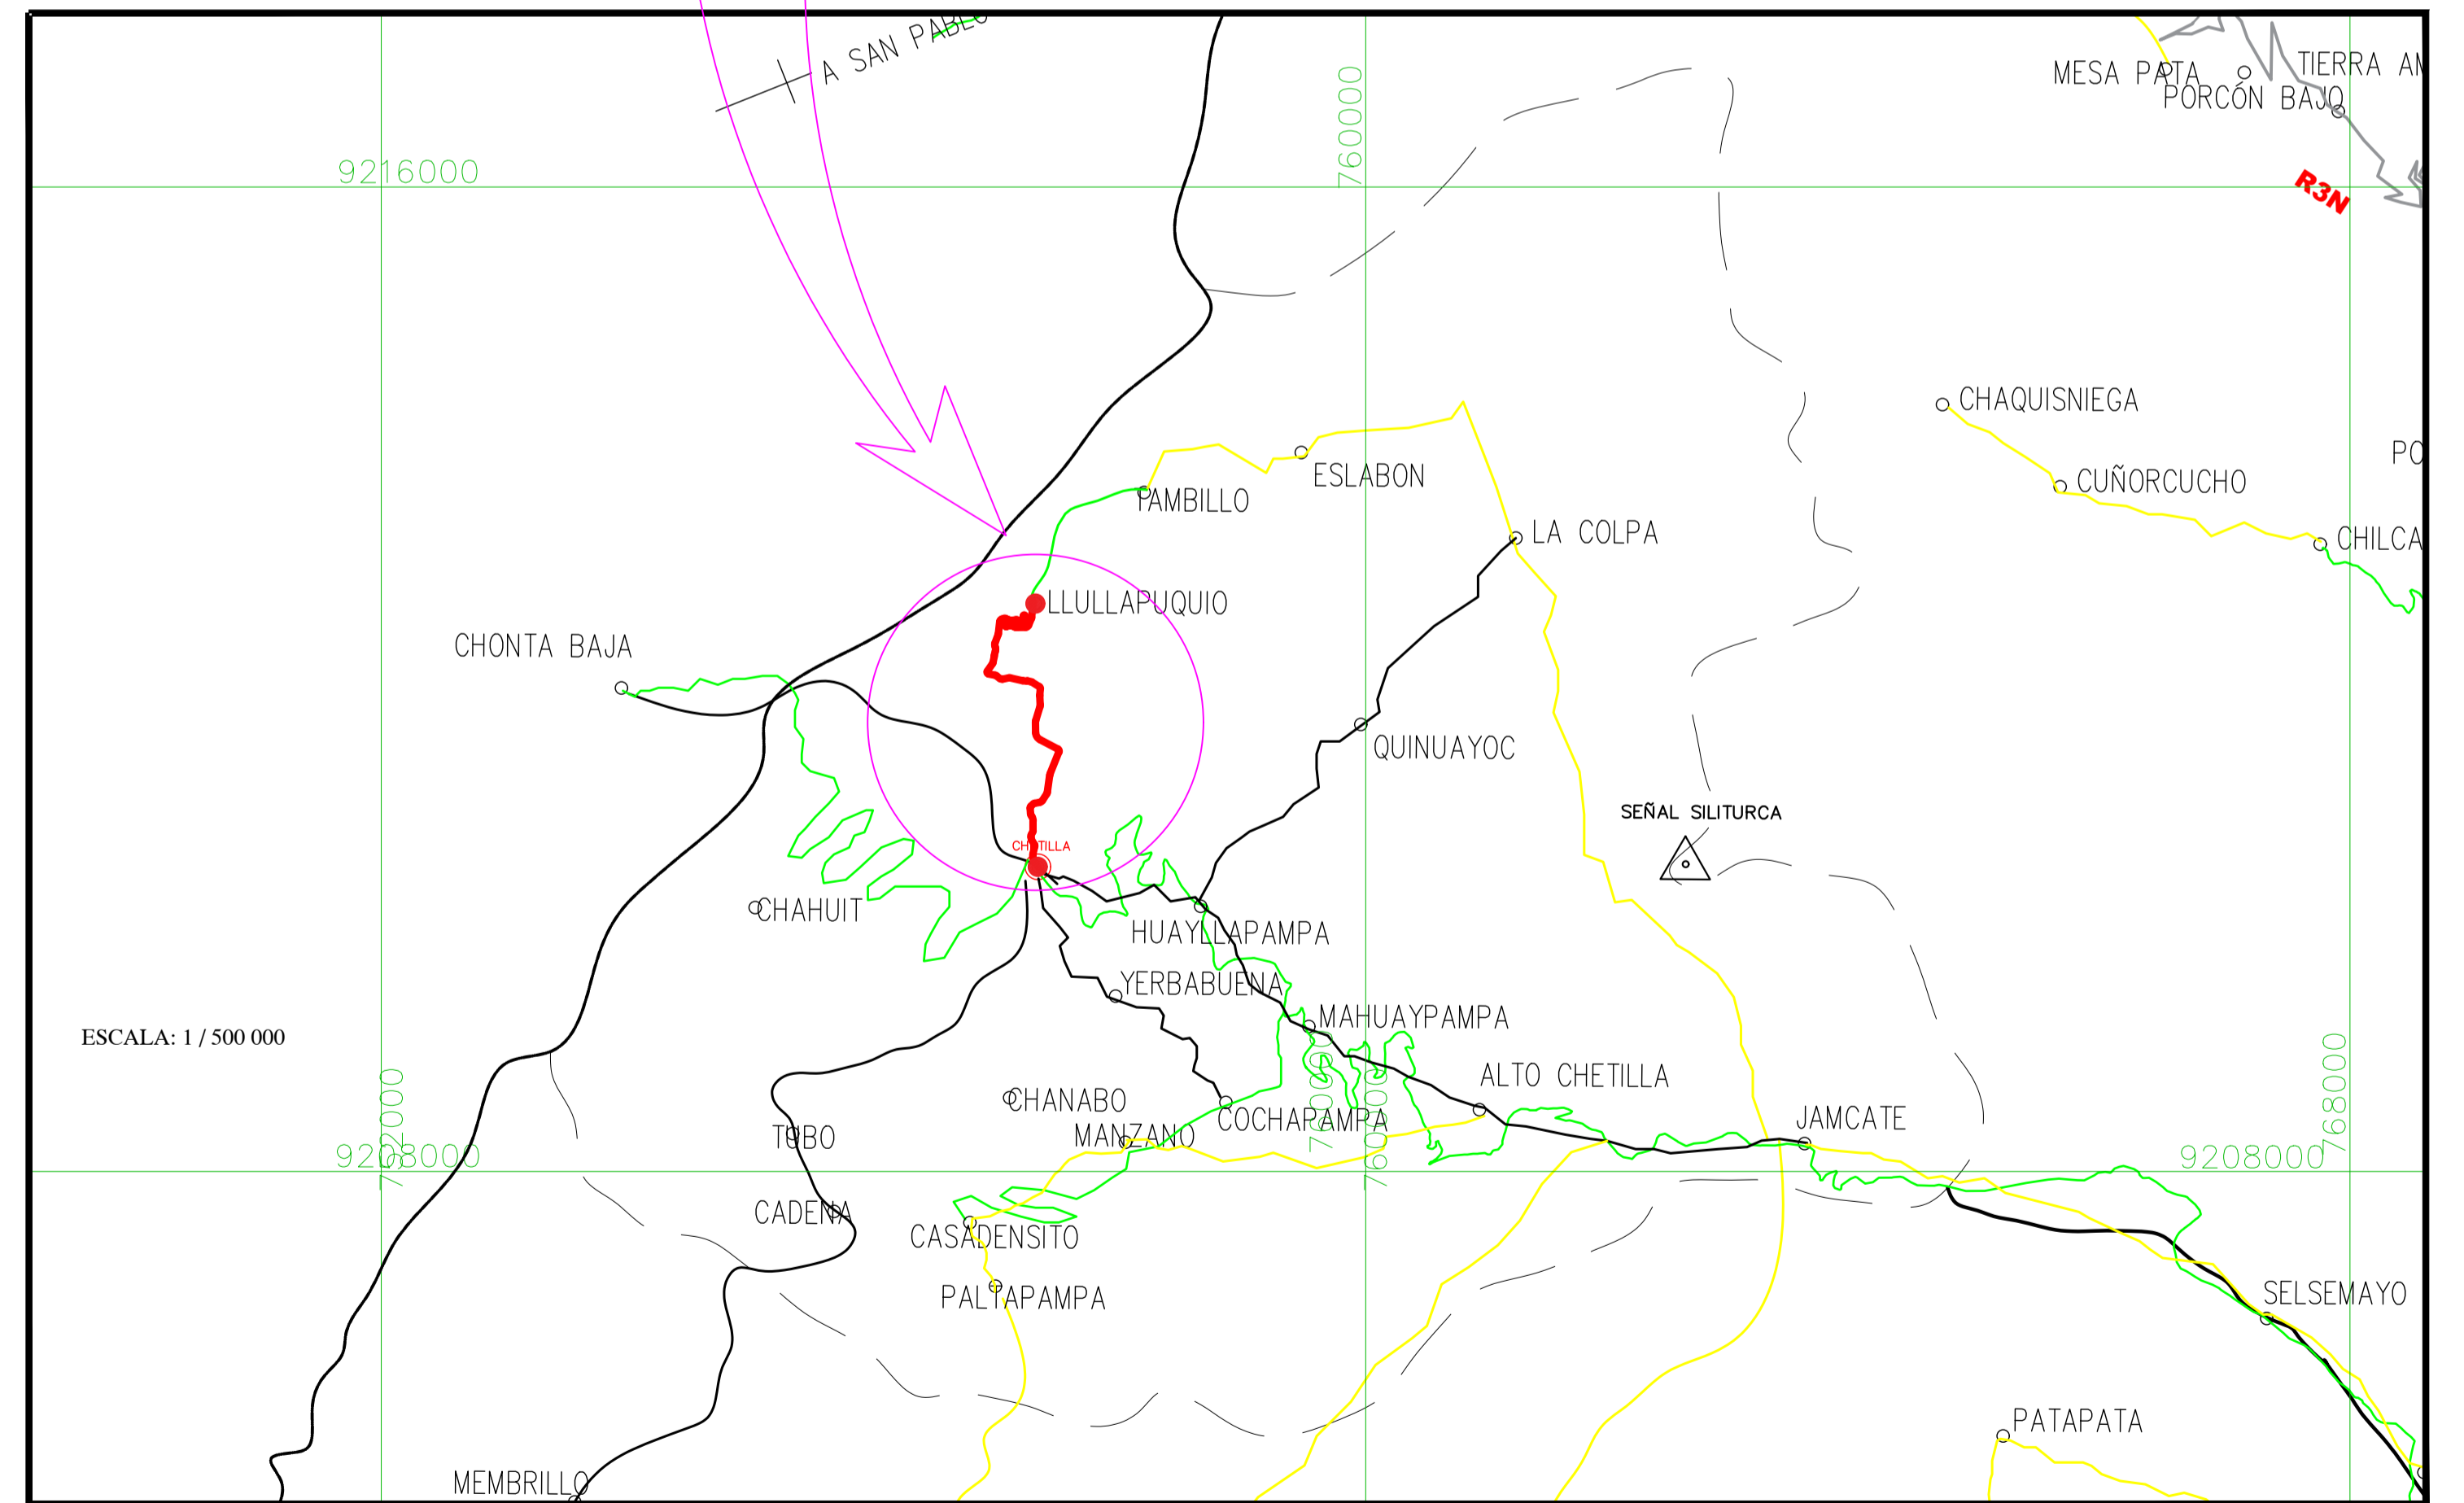 A SAN PABLO
760000
MESA PATA
TIERRA
PORCÓN BAJO
9216000
R3N
CHAQUISNIEGA
ESLABON
CUÑORCUCHO
TAMBILLO
LA COLPA
CHILCA
LLULLAPUQUIO
CHONTA BAJA
QUINUAYOC
SEÑAL SILITURCA
CHETILLA
CHAHUIT
HUAYLLAPAMPA
YERBABUENA
MAHUAYPAMPA
ESCALA: 1 / 500 000
768000
752000
760000
760000
ALTO CHETILLA
CHANABO
COCHAPAMPA
JAMCATE
TUBO
MANZANO
9208000
9208000
CADENA
CASADENSITO
PALTAPAMPA
SELSEMAYO
PATAPATA
MEMBRILLO